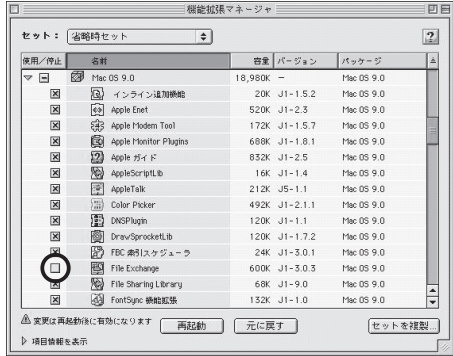 機能拡張マネージャ
セット： 省略時セット
使用／停止 名前 容量 バージョン パッケージ
Mac OS 9.0 18,980K - Mac OS 9.0
インライン追加機能 20K J1-1.5.2 Mac OS 9.0
Apple Enet 520K J1-2.3 Mac OS 9.0
Apple Modem Tool 172K J1-1.5.7 Mac OS 9.0
Apple Monitor Plugins 688K J1-1.8.1 Mac OS 9.0
Apple ガイド 832K J1-2.5 Mac OS 9.0
AppleScriptLib 16K J1-1.4 Mac OS 9.0
AppleTalk 212K J5-1.1 Mac OS 9.0
Color Picker 492K J1-2.1.1 Mac OS 9.0
DNSPlugin 120K J1-1.1 Mac OS 9.0
DrawSprocketLib 120K J1-1.7.2 Mac OS 9.0
FBC 索引スケジューラ 24K J1-3.0.1 Mac OS 9.0
File Exchange 600K J1-3.0.3 Mac OS 9.0
File Sharing Library 68K J1-9.0 Mac OS 9.0
FontSync 機能拡張 132K J1-1.0 Mac OS 9.0
変更は再起動後に有効になります 再起動 元に戻す セットを複製...
項目情報を表示